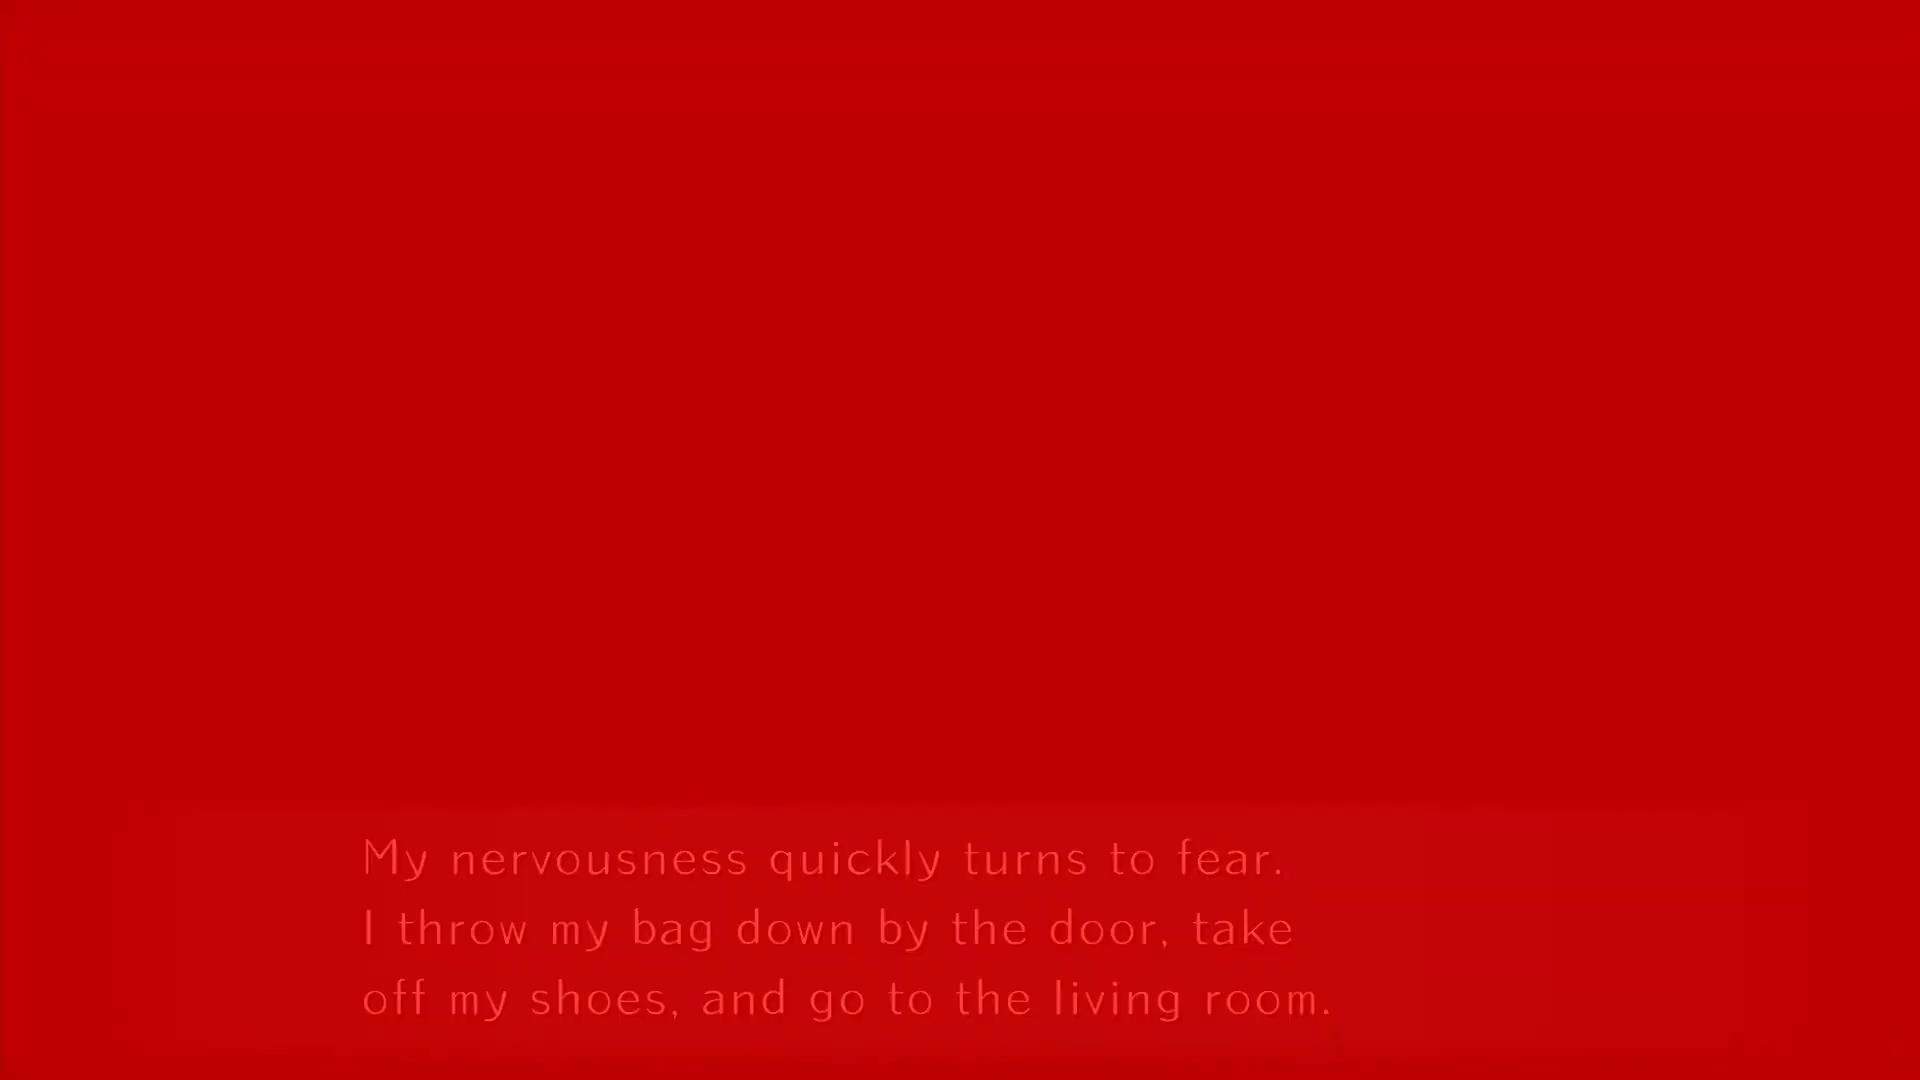 My nervousness quickly turns to fear.
I throw my bag down by the door, take
off my shoes, and go to the living room.